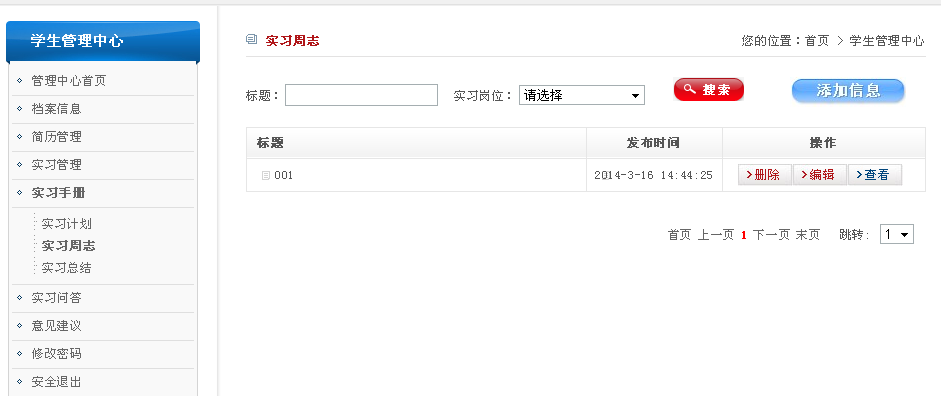 学生管理中心
管理中心首页
档案信息
简历管理
实习管理
实习手册
实习计划
实习周志
实习总结
实习问答
意见建议
修改密码
安全退出
实习周志
您的位置：首页 > 学生管理中心
标题： 实习岗位： 请选择 搜索 添加信息
标题 发布时间 操作
001 2014-3-16 14:44:25 >删除 >编辑 >查看
首页 上一页 1 下一页 末页 跳转: 1